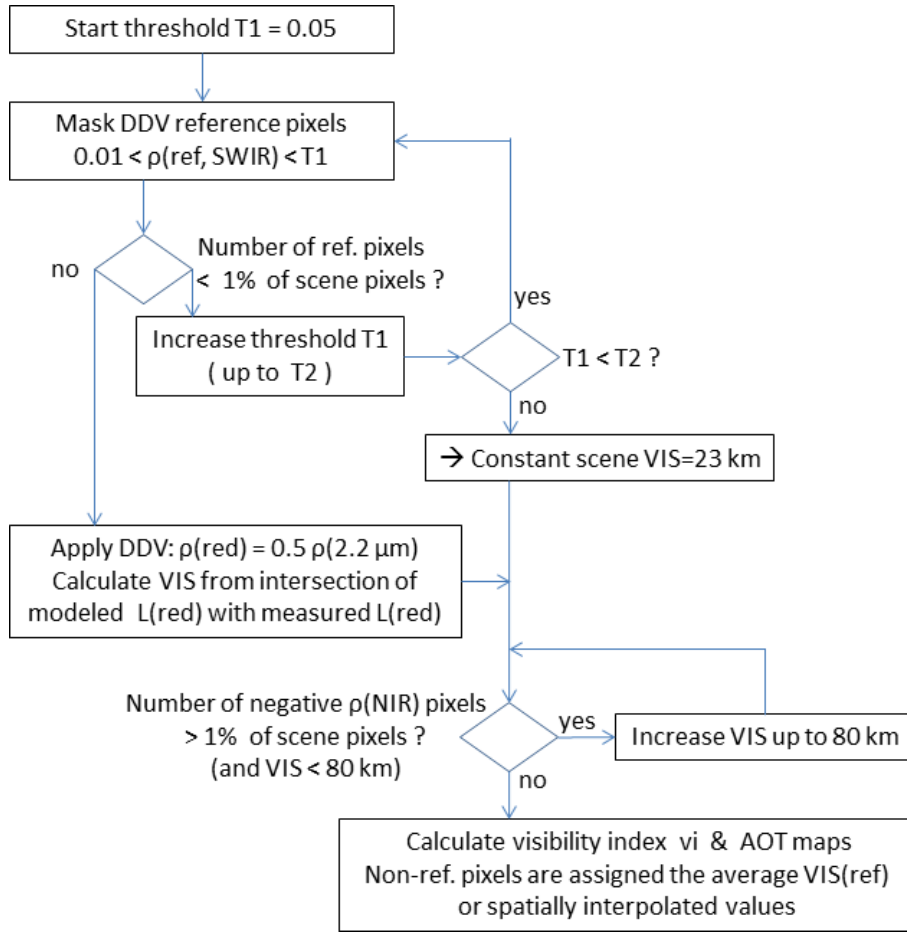 Start threshold T1 = 0.05
Mask DDV reference pixels
0.01 < ρ(ref, SWIR) < T1
Number of ref. pixels
< 1% of scene pixels ?
no
yes
Increase threshold T1
( up to T2 )
T1 < T2 ?
no
→ Constant scene VIS=23 km
Apply DDV: ρ(red) = 0.5 ρ(2.2 µm)
Calculate VIS from intersection of
modeled L(red) with measured L(red)
Number of negative ρ(NIR) pixels
> 1% of scene pixels ?
(and VIS < 80 km)
yes
Increase VIS up to 80 km
no
Calculate visibility index vi & AOT maps
Non-ref. pixels are assigned the average VIS(ref)
or spatially interpolated values